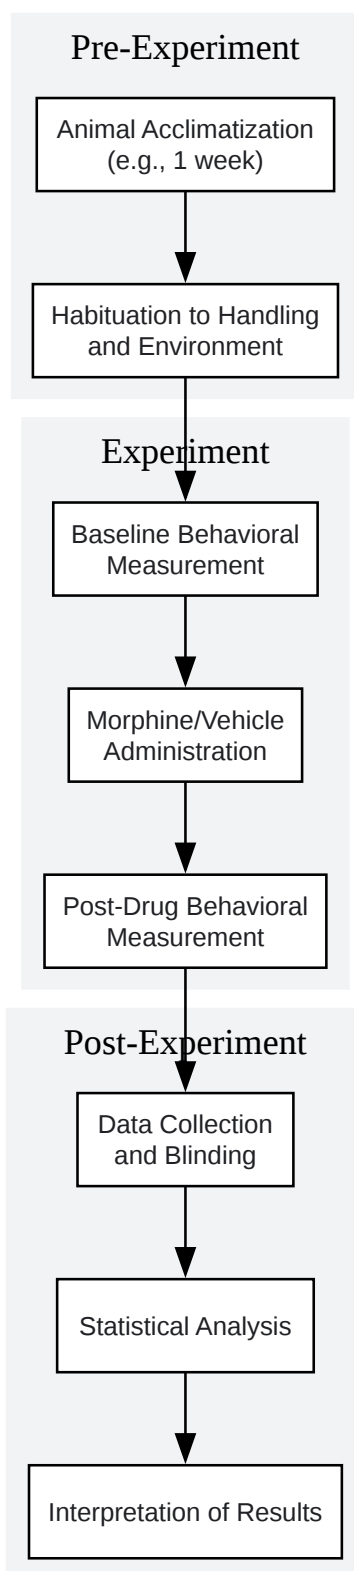 Pre-Experiment
Animal Acclimatization
(e.g., 1 week)
Habituation to Handling
and Environment
Experiment
Baseline Behavioral
Measurement
Morphine/Vehicle
Administration
Post-Drug Behavioral
Measurement
Post-Experiment
Data Collection
and Blinding
Statistical Analysis
Interpretation of Results